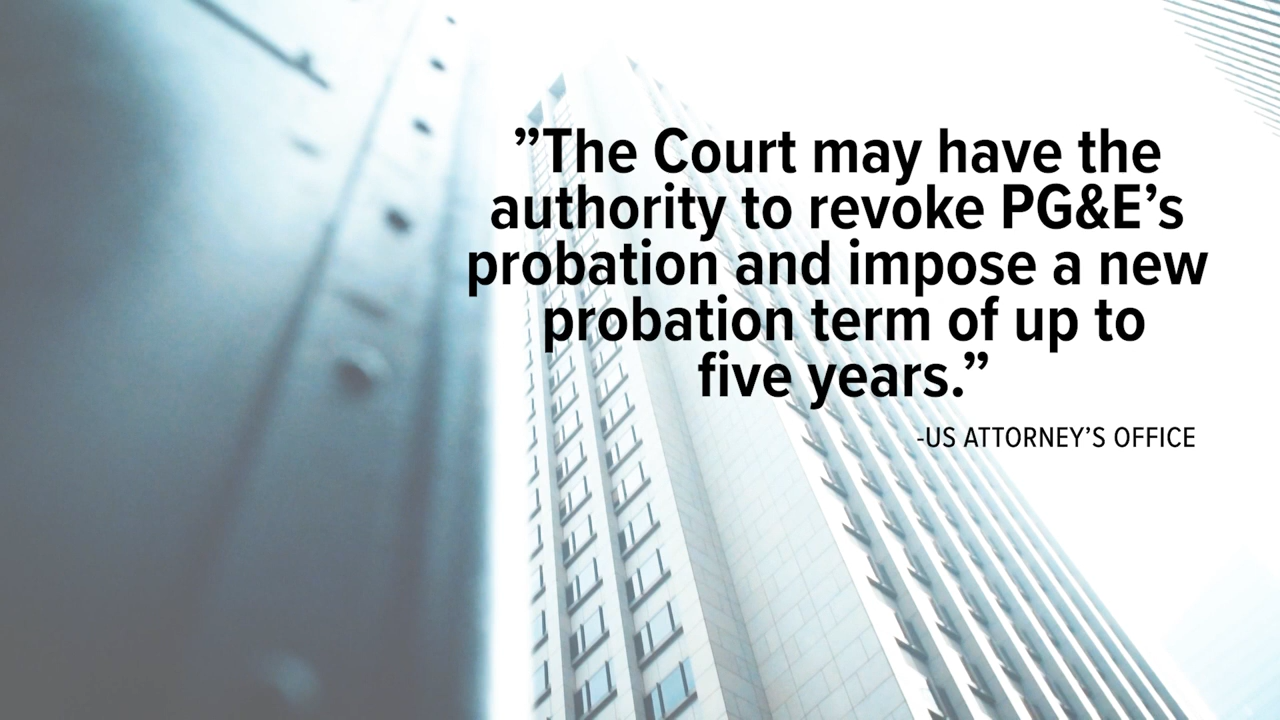 ”The Court may have the
authority to revoke PG&E’s
probation and impose a new
probation term of up to
five years.”
-US ATTORNEY’S OFFICE